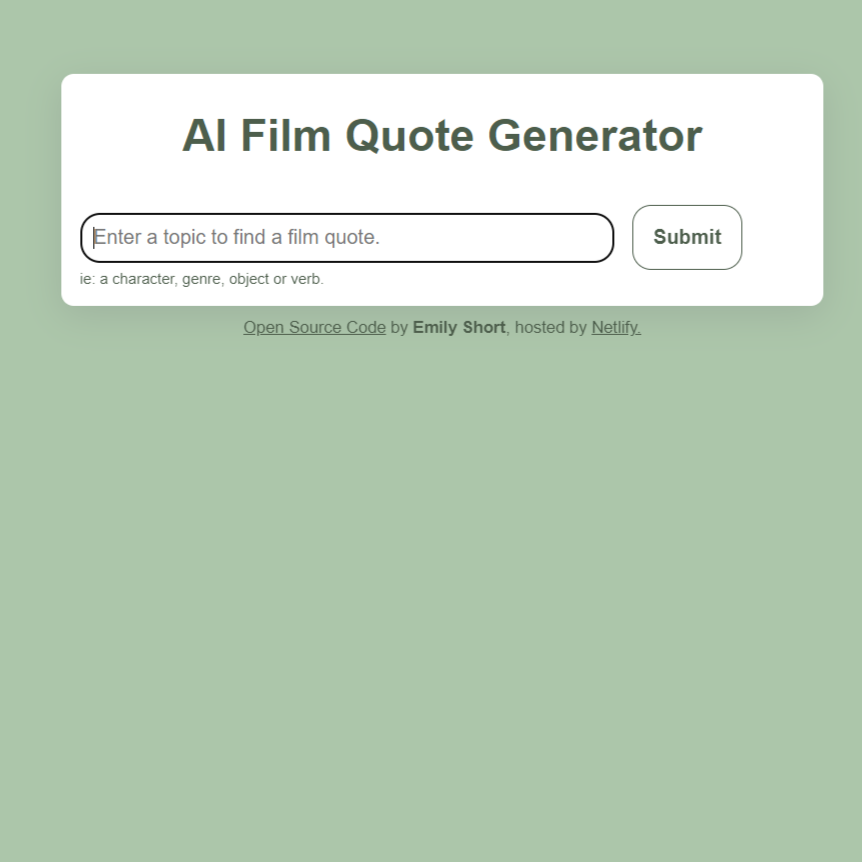 AI Film Quote Generator
Enter a topic to find a film quote.
Submit
ie: a character, genre, object or verb.
Open Source Code by Emily Short, hosted by Netlify.